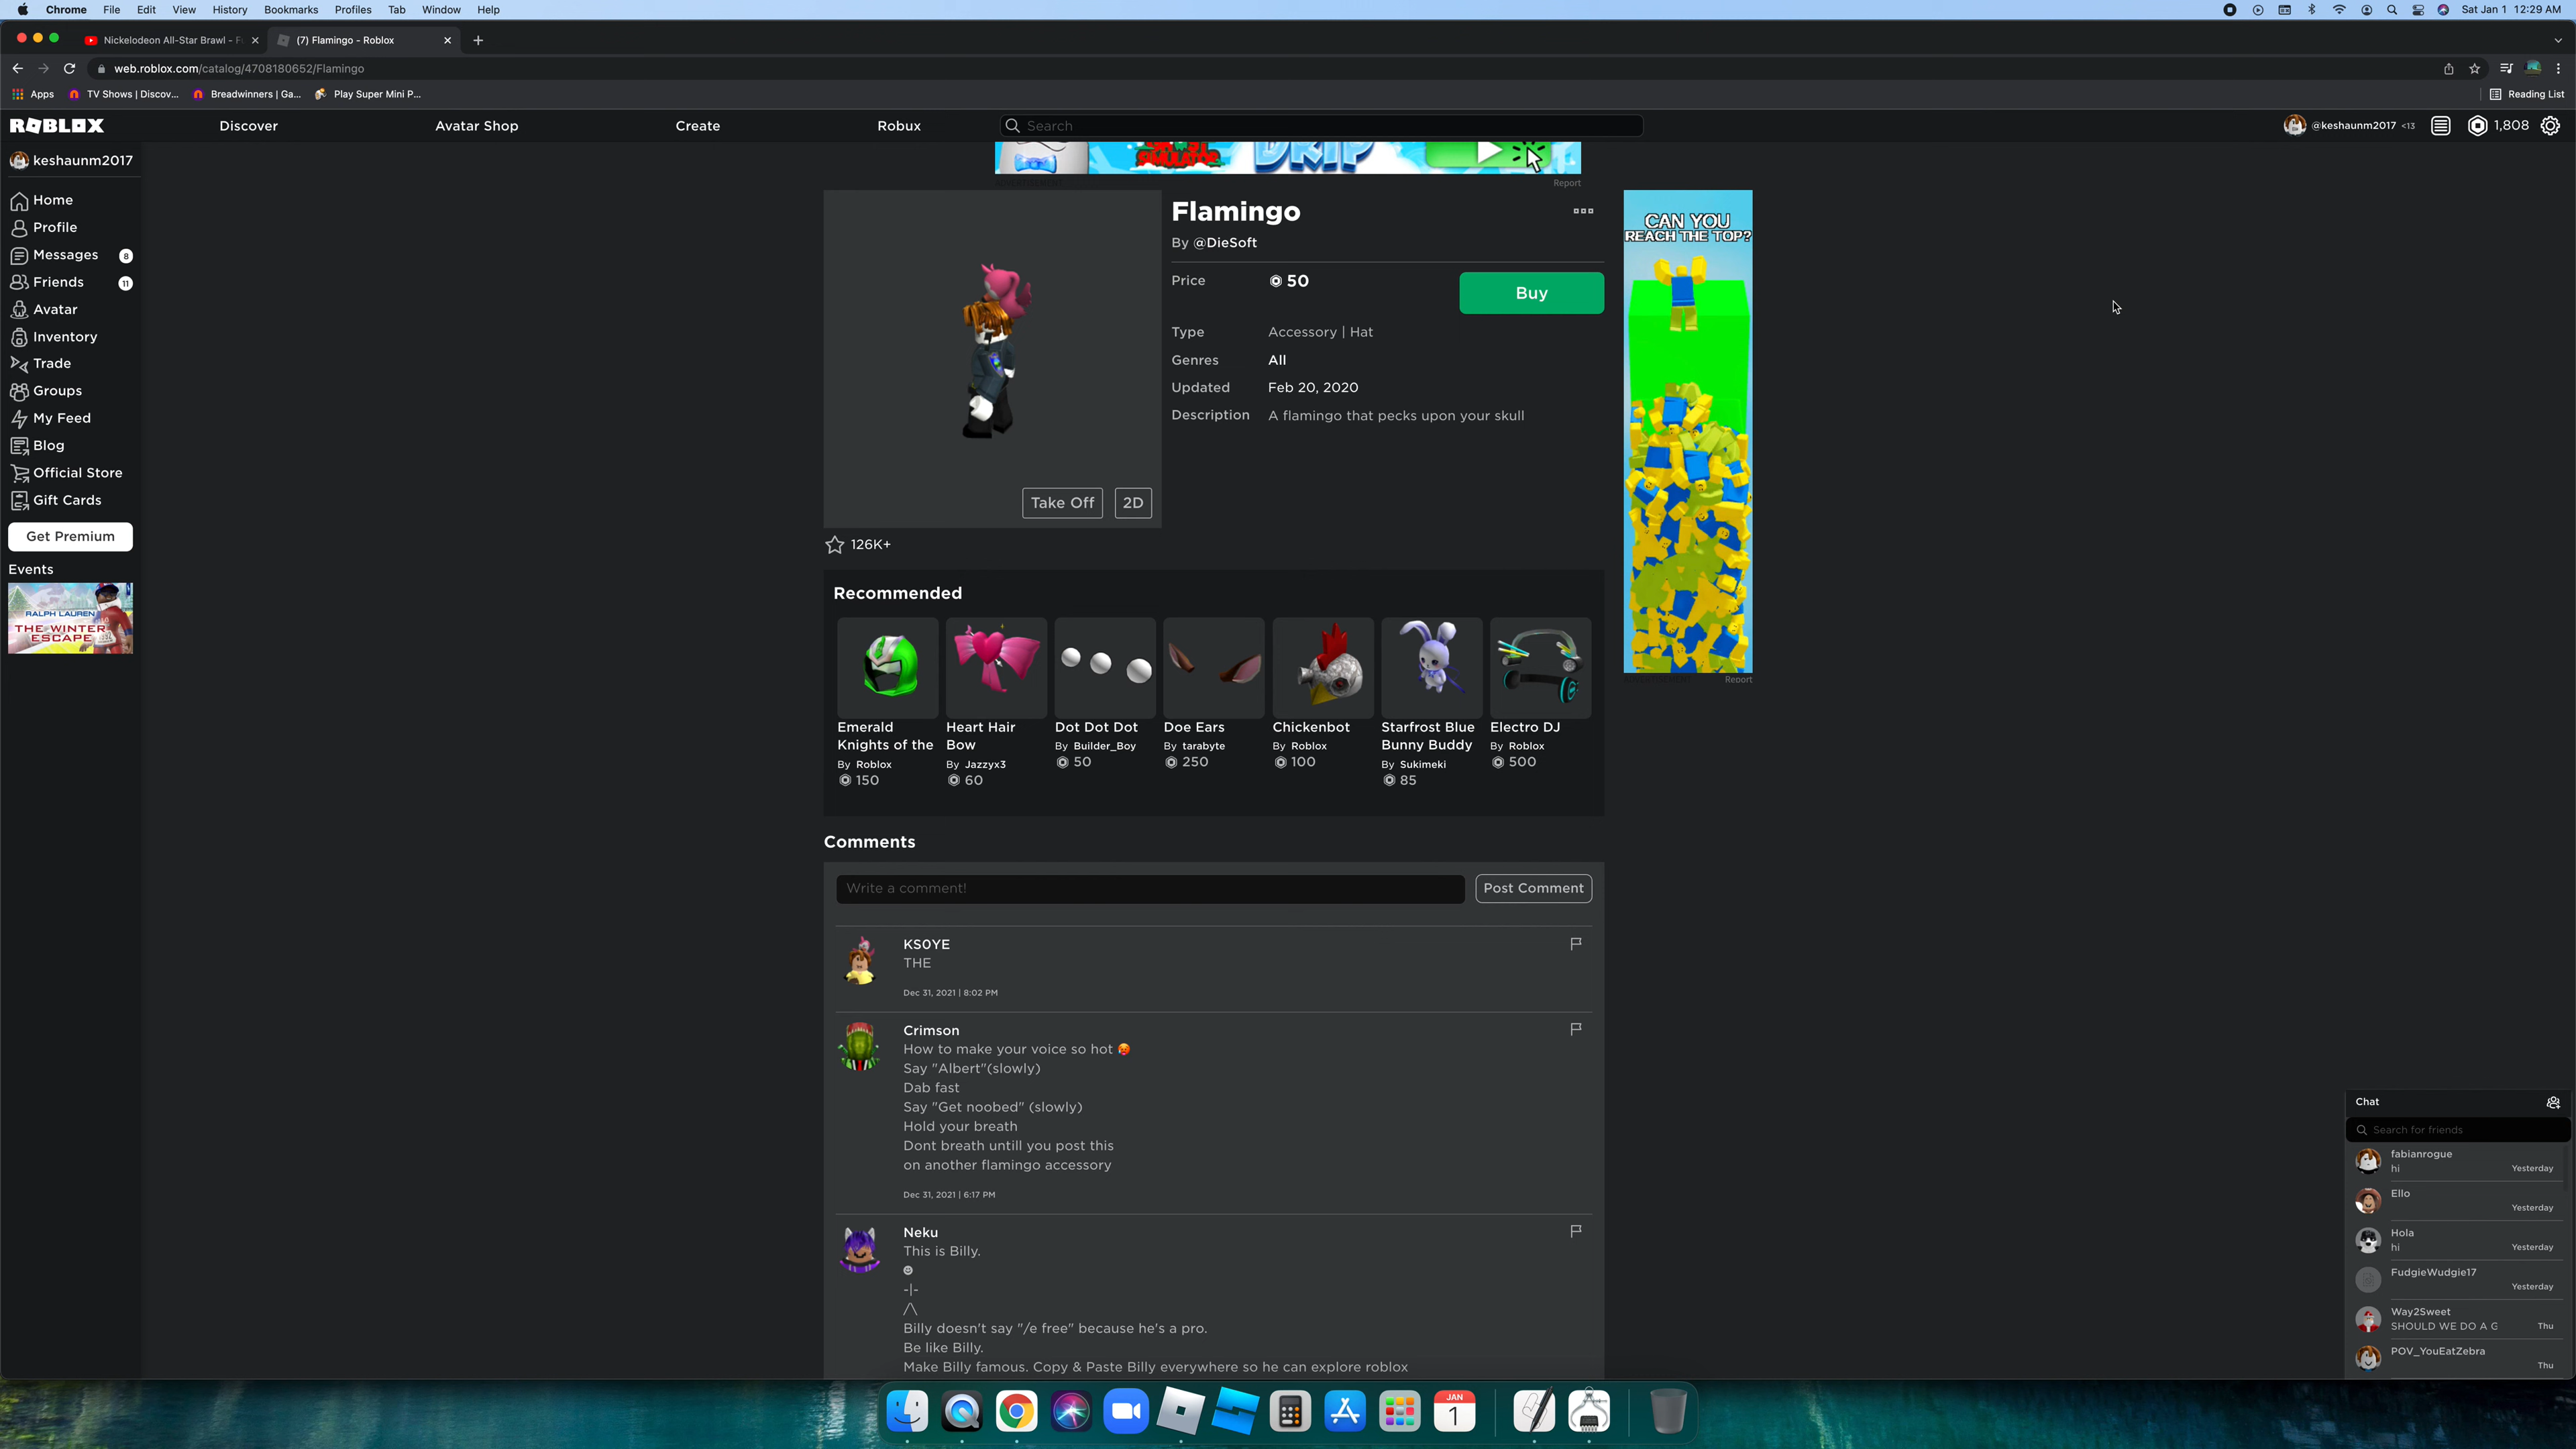 Chrome File Edit View History Bookmarks Profiles Tab Window Help Sat Jan 1 12:29 AM
Nickelodeon All-Star Brawl - F (7) Flamingo - Roblox
web.roblox.com/catalog/4708180652/Flamingo
Apps TV Shows | Discov... Breadwinners | Ga... Play Super Mini P... Reading List
ROBLOX Discover Avatar Shop Create Robux Search @keshaunm2017 <13 1,808
keshaunm2017
Home
Profile
Messages 8
Friends 11
Avatar
Inventory
Trade
Groups
My Feed
Blog
Official Store
Gift Cards
Get Premium
Events
RALPH LAUREN
THE WINTER
ESCAPE
DRIP
Report
Flamingo
By @DieSoft
Price 50 Buy
Type Accessory | Hat
Genres All
Updated Feb 20, 2020
Description A flamingo that pecks upon your skull
Take Off 2D
126K+
CAN YOU
REACH THE TOP?
Report
Recommended
Emerald
Knights of the
By Roblox
150
Heart Hair
Bow
By Jazzyx3
60
Dot Dot Dot
By Builder_Boy
50
Doe Ears
By tarabyte
250
Chickenbot
By Roblox
100
Starfrost Blue
Bunny Buddy
By Sukimeki
85
Electro DJ
By Roblox
500
Comments
Write a comment! Post Comment
KS0YE
THE
Dec 31, 2021 | 8:02 PM
Crimson
How to make your voice so hot 🥵
Say "Albert"(slowly)
Dab fast
Say "Get noobed" (slowly)
Hold your breath
Dont breath untill you post this
on another flamingo accessory
Dec 31, 2021 | 6:17 PM
Neku
This is Billy.
☻
-|-
/\
Billy doesn't say "/e free" because he's a pro.
Be like Billy.
Make Billy famous. Copy & Paste Billy everywhere so he can explore roblox
Chat
Search for friends
fabianrogue
hi Yesterday
Ello
Yesterday
Hola
hi Yesterday
FudgieWudgie17
Yesterday
Way2Sweet
SHOULD WE DO A G Thu
POV_YouEatZebra
Thu
JAN
1